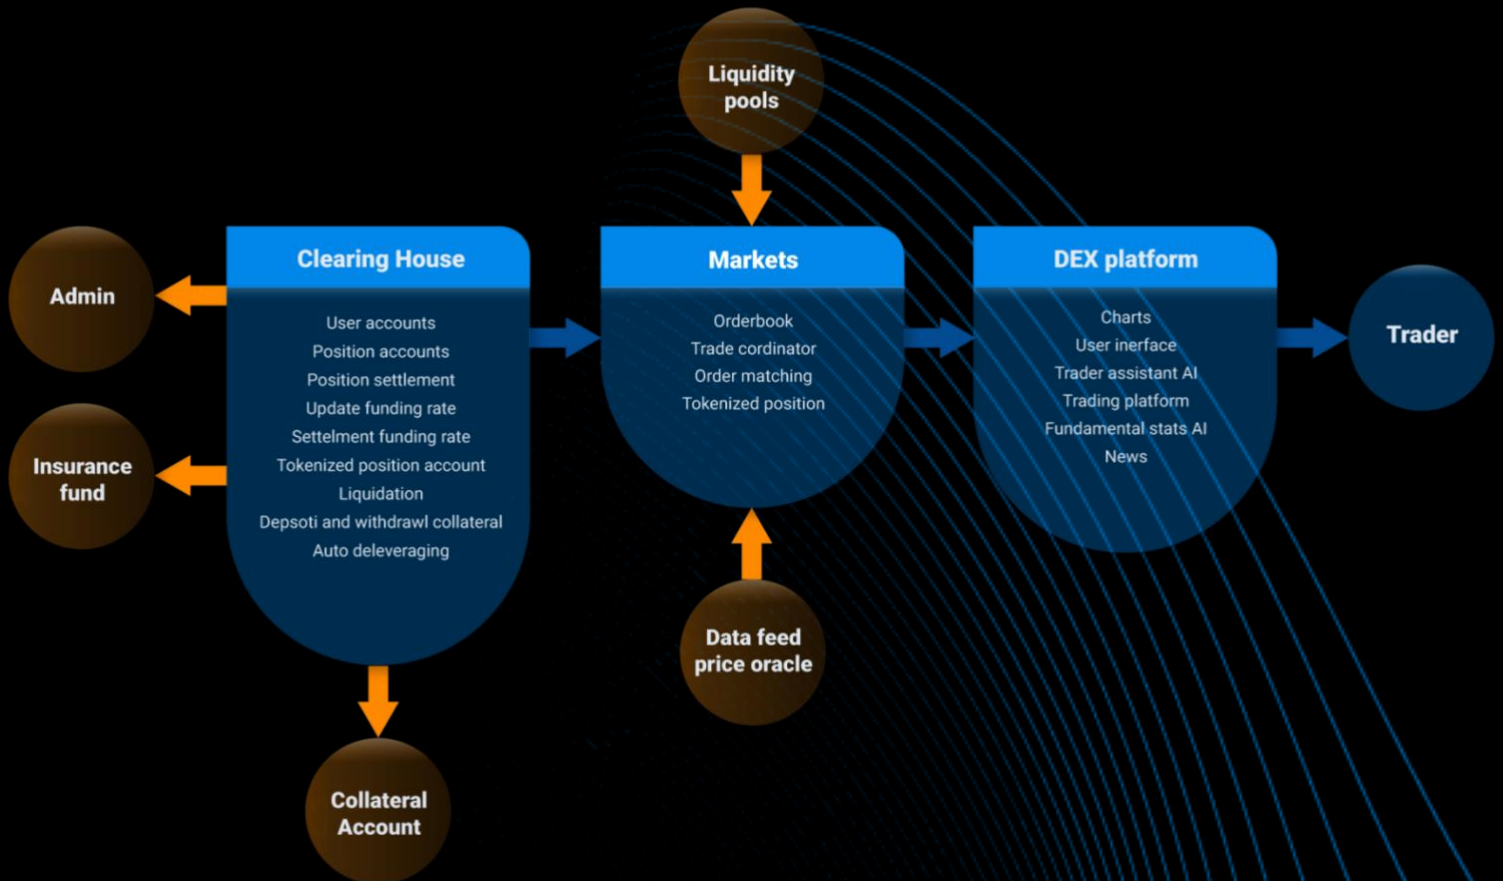 Liquidity
pools
Admin
Insurance
fund
Clearing House
User accounts
Position accounts
Position settlement
Update funding rate
Settelment funding rate
Tokenized position account
Liquidation
Depsoti and withdrawl collateral
Auto deleveraging
Collateral
Account
Markets
Orderbook
Trade cordinator
Order matching
Tokenized position
Data feed
price oracle
DEX platform
Charts
User inerface
Trader assistant AI
Trading platform
Fundamental stats AI
News
Trader